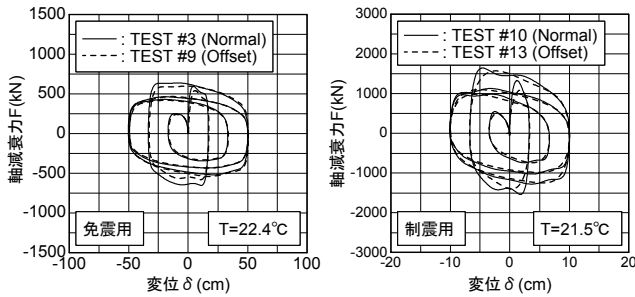 軸減衰力F(kN)
1500
1000
500
0
-500
-1000
-1500
: TEST #3 (Normal)
: TEST #9 (Offset)
免震用
T=22.4℃
-100
-50
0
50
100
変位δ (cm)
軸減衰力F(kN)
3000
2000
1000
0
-1000
-2000
-3000
: TEST #10 (Normal)
: TEST #13 (Offset)
制震用
T=21.5℃
-20
-10
0
10
20
変位δ (cm)